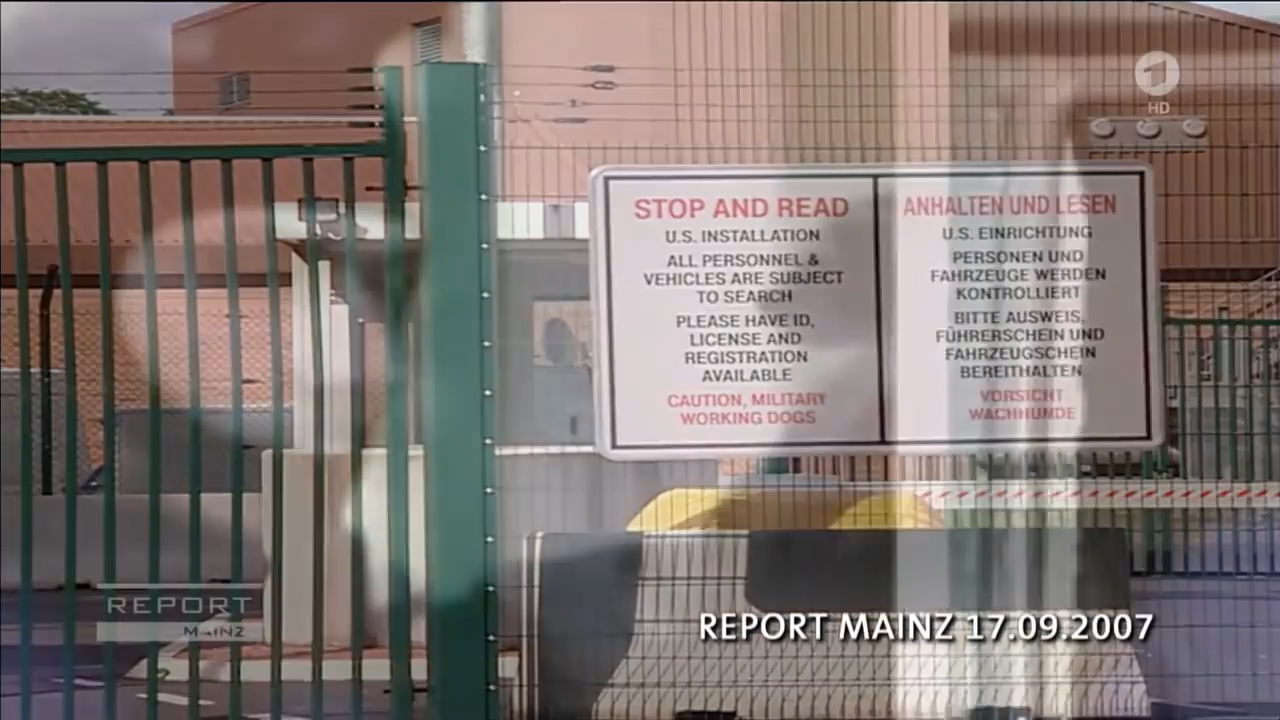 1
HD
STOP AND READ
U.S. INSTALLATION
ALL PERSONNEL &
VEHICLES ARE SUBJECT
TO SEARCH
PLEASE HAVE ID,
LICENSE AND
REGISTRATION
AVAILABLE
CAUTION, MILITARY
WORKING DOGS
ANHALTEN UND LESEN
U.S. EINRICHTUNG
PERSONEN UND
FAHRZEUGE WERDEN
KONTROLLIERT
BITTE AUSWEIS,
FÜHRERSCHEIN UND
FAHRZEUGSCHEIN
BEREITHALTEN
VORSICHT
WACHHUNDE
REPORT
MAINZ
REPORT MAINZ 17.09.2007